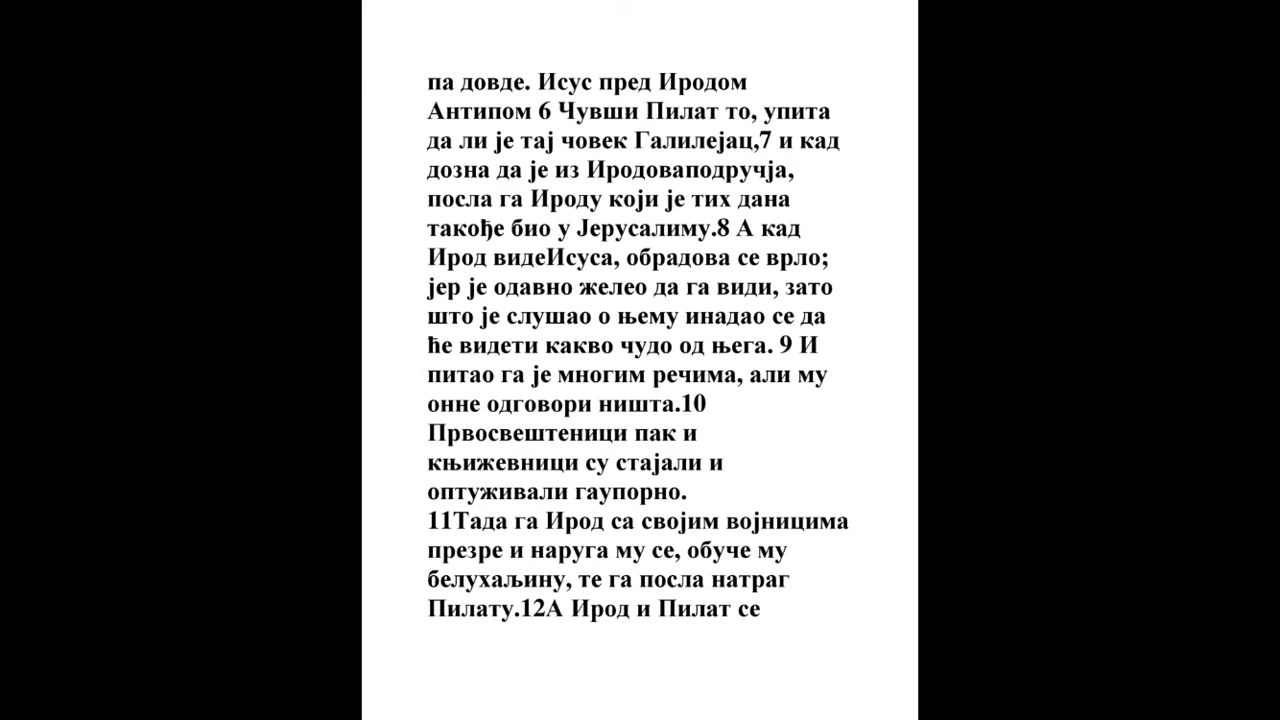 па довде. Исус пред Иродом
Антипом 6 Чувши Пилат то, упита
да ли је тај човек Галилејац,7 и кад
дозна да је из Иродоваподручја,
посла га Ироду који је тих дана
такође био у Јерусалиму.8 А кад
Ирод видеИсуса, обрадова се врло;
јер је одавно желео да га види, зато
што је слушао о њему инадао се да
ће видети какво чудо од њега. 9 И
питао га је многим речима, али му
онне одговори ништа.10
Првосвештеници пак и
књижевници су стајали и
оптуживали гаупорно.
11Тада га Ирод са својим војницима
презре и наруга му се, обуче му
белухаљину, те га посла натраг
Пилату.12А Ирод и Пилат се